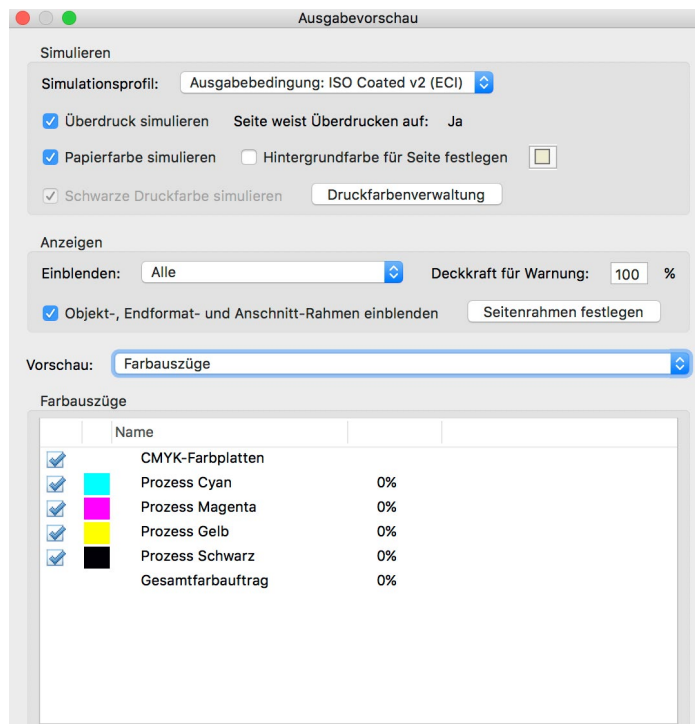 Ausgabevorschau
Simulieren
Simulationsprofil: Ausgabebedingung: ISO Coated v2 (ECI)
Überdruck simulieren Seite weist Überdrucken auf: Ja
Papierfarbe simulieren Hintergrundfarbe für Seite festlegen
Schwarze Druckfarbe simulieren Druckfarbenverwaltung
Anzeigen
Einblenden: Alle Deckkraft für Warnung: 100 %
Objekt-, Endformat- und Anschnitt-Rahmen einblenden Seitenrahmen festlegen
Vorschau: Farbauszüge
Farbauszüge
Name
CMYK-Farbplatten
Prozess Cyan 0%
Prozess Magenta 0%
Prozess Gelb 0%
Prozess Schwarz 0%
Gesamtfarbauftrag 0%